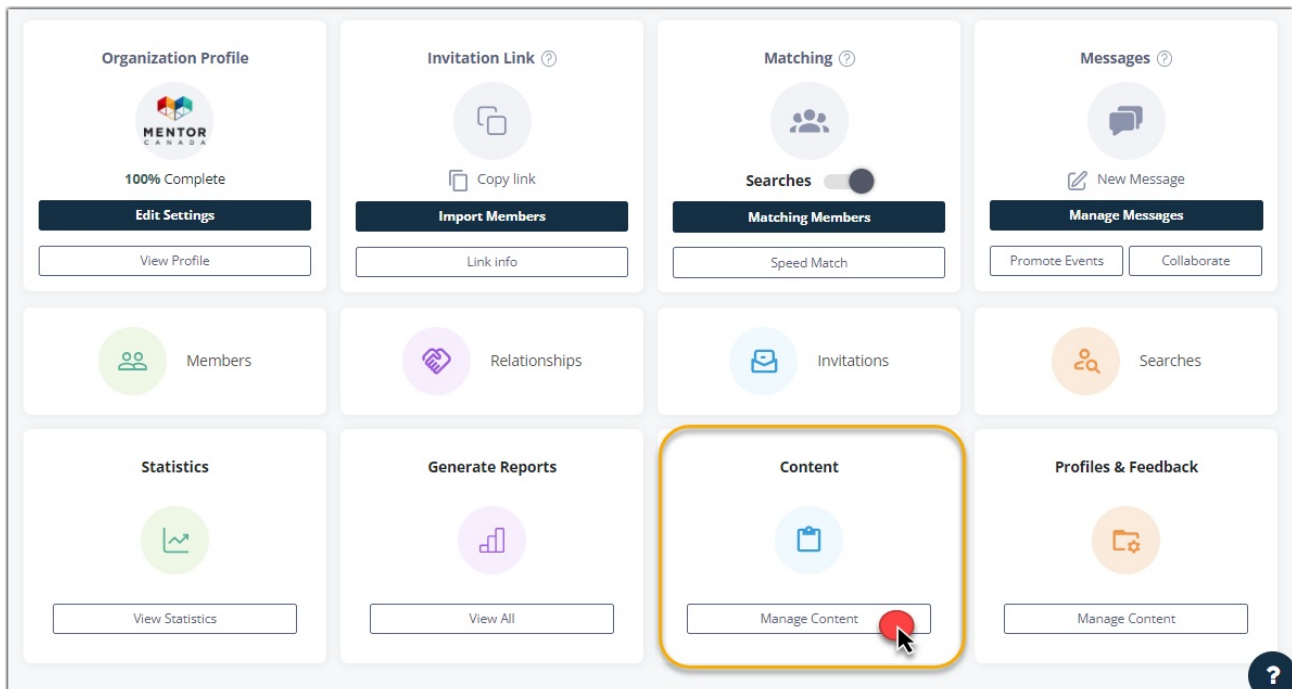 Organization Profile
Invitation Link ?
Matching ?
Messages ?
MENTOR
CANADA
100% Complete
Copy link
Searches
New Message
Edit Settings
Import Members
Matching Members
Manage Messages
View Profile
Link info
Speed Match
Promote Events
Collaborate
Members
Relationships
Invitations
Searches
Statistics
Generate Reports
Content
Profiles & Feedback
View Statistics
View All
Manage Content
Manage Content
?